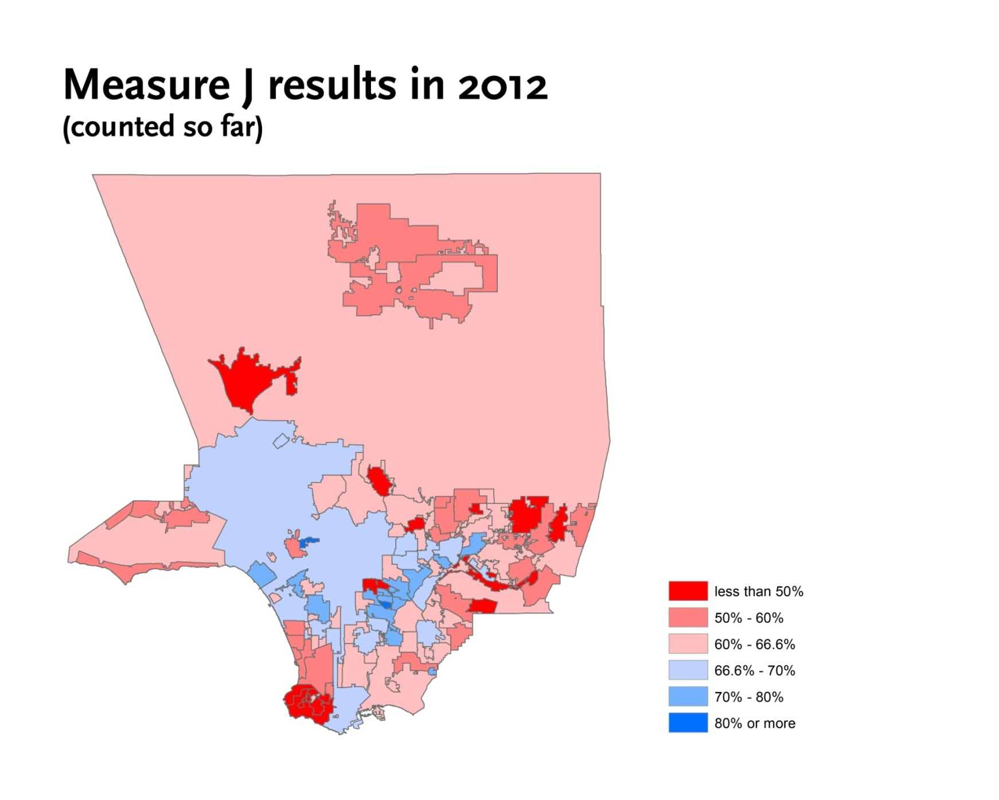 Measure J results in 2012
(counted so far)
less than 50%
50% - 60%
60% - 66.6%
66.6% - 70%
70% - 80%
80% or more